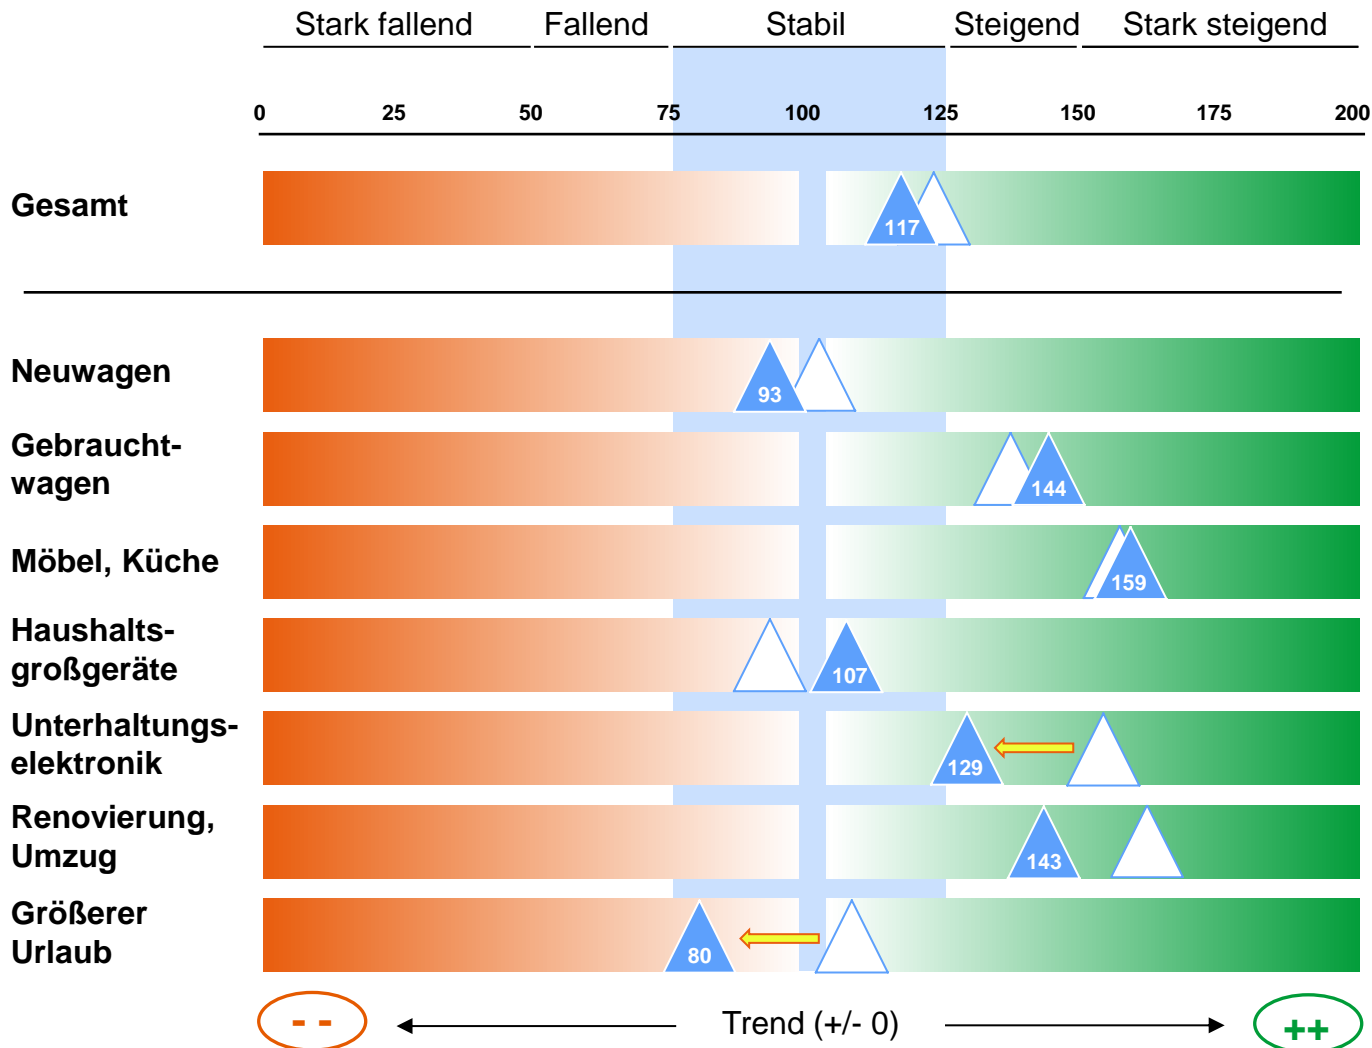 Stark fallend Fallend Stabil Steigend Stark steigend
0 25 50 75 100 125 150 175 200
Gesamt 117
Neuwagen 93
Gebraucht-
wagen 144
Möbel, Küche 159
Haushalts-
großgeräte 107
Unterhaltungs-
elektronik 129
Renovierung,
Umzug 143
Größerer
Urlaub 80
- - Trend (+/- 0) ++